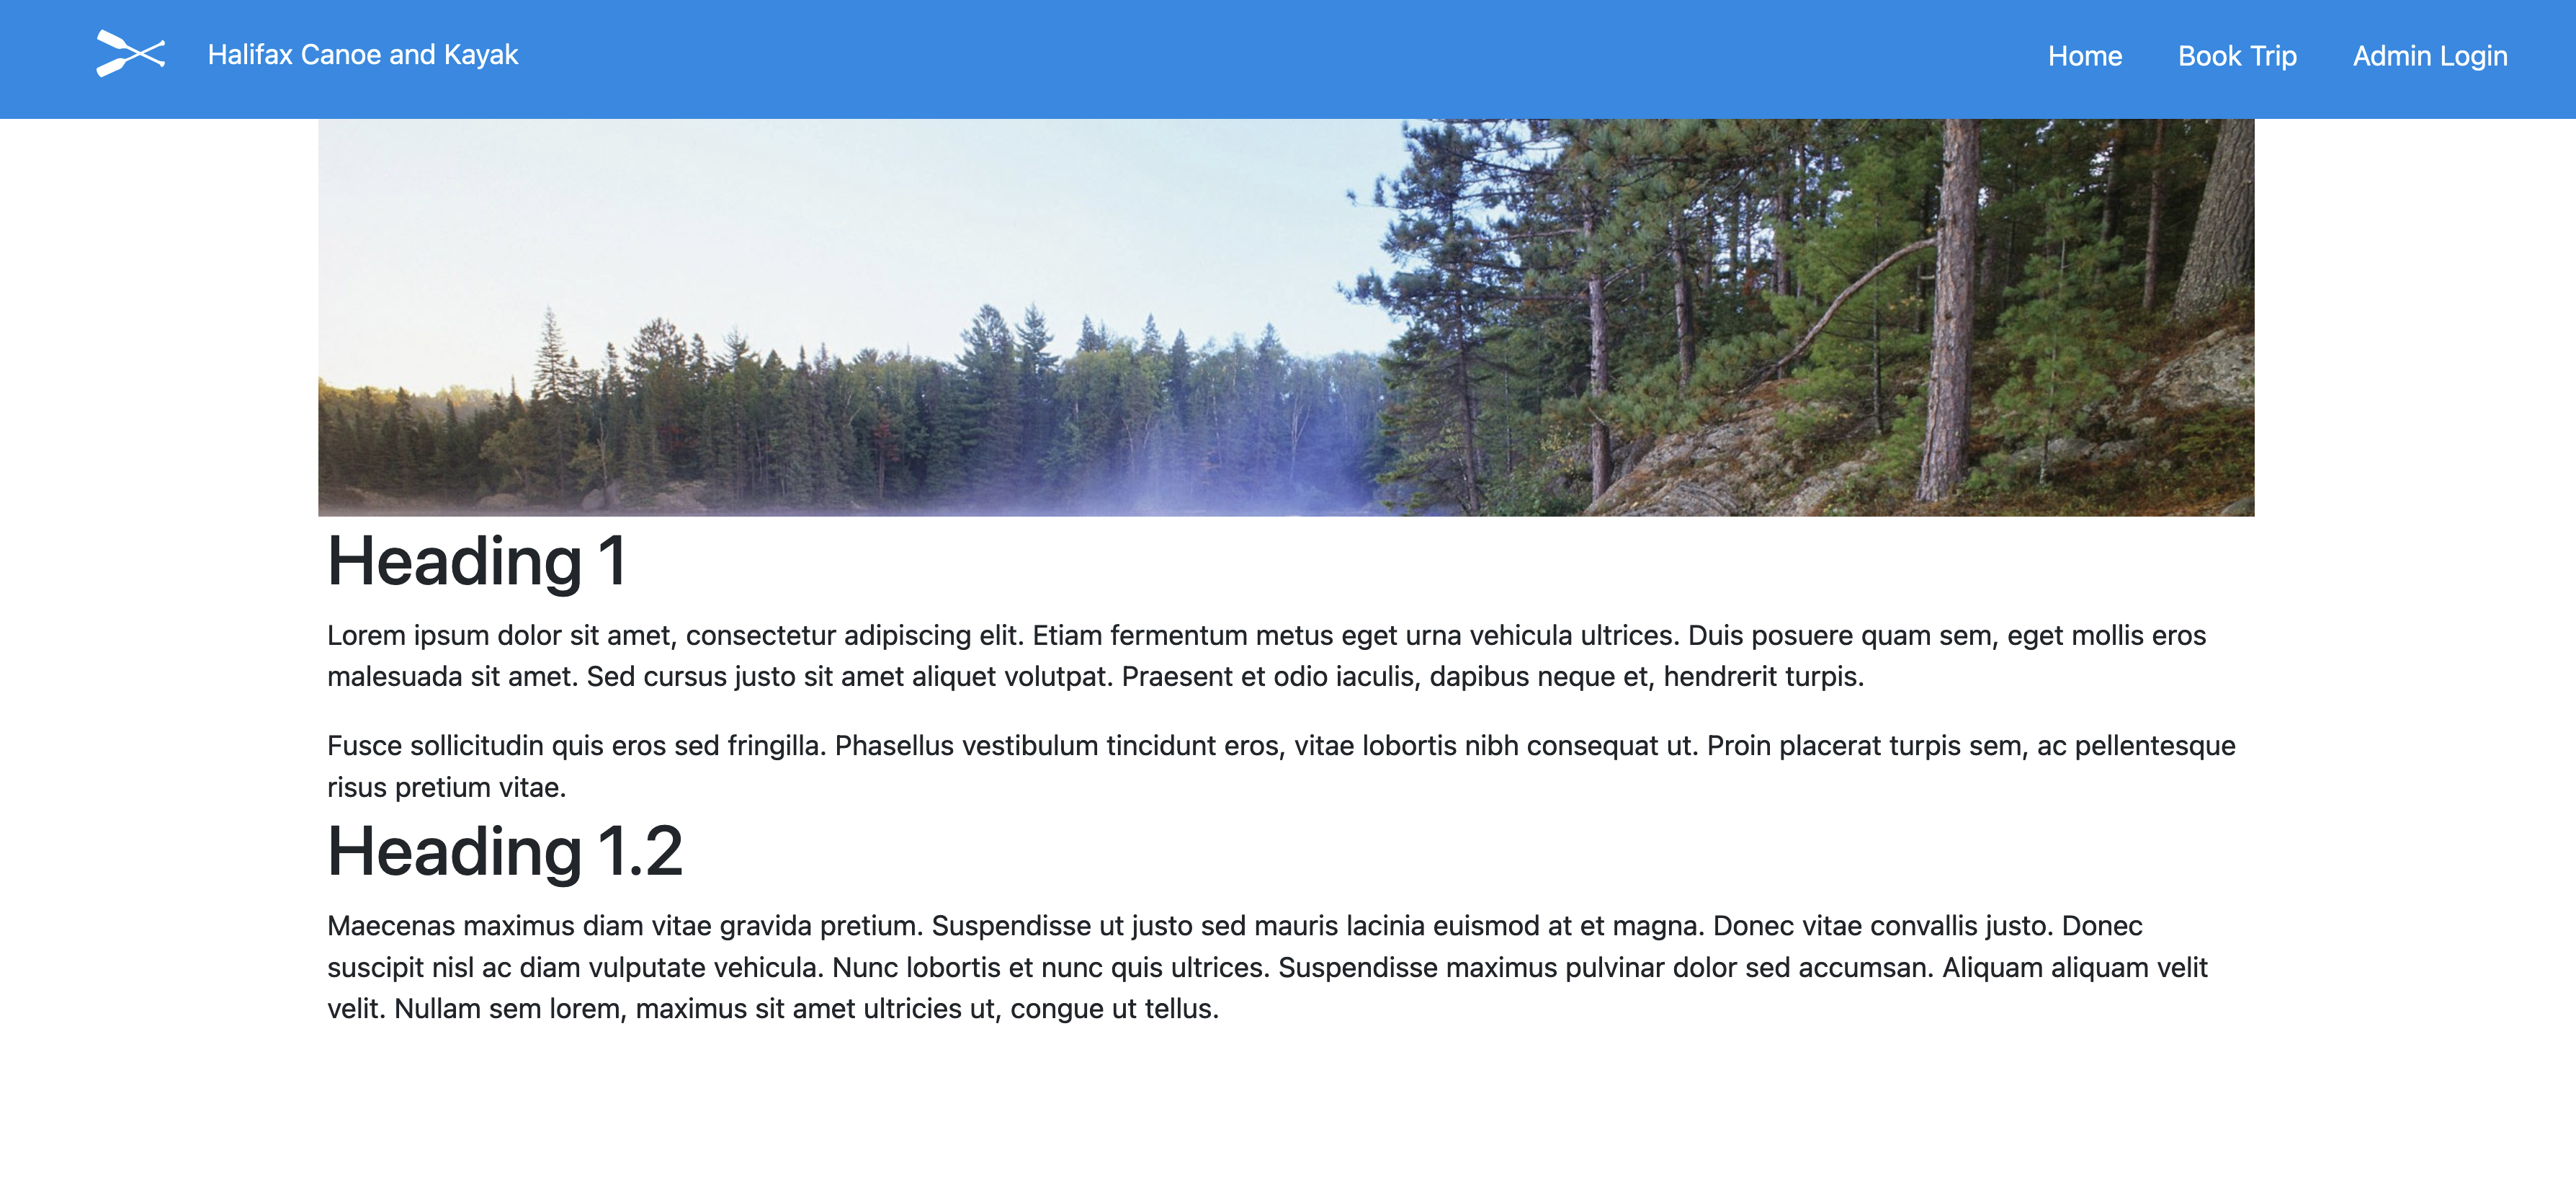 Halifax Canoe and Kayak
Home
Book Trip
Admin Login
Heading 1
Lorem ipsum dolor sit amet, consectetur adipiscing elit. Etiam fermentum metus eget urna vehicula ultrices. Duis posuere quam sem, eget mollis eros
malesuada sit amet. Sed cursus justo sit amet aliquet volutpat. Praesent et odio iaculis, dapibus neque et, hendrerit turpis.
Fusce sollicitudin quis eros sed fringilla. Phasellus vestibulum tincidunt eros, vitae lobortis nibh consequat ut. Proin placerat turpis sem, ac pellentesque
risus pretium vitae.
Heading 1.2
Maecenas maximus diam vitae gravida pretium. Suspendisse ut justo sed mauris lacinia euismod at et magna. Donec vitae convallis justo. Donec
suscipit nisl ac diam vulputate vehicula. Nunc lobortis et nunc quis ultrices. Suspendisse maximus pulvinar dolor sed accumsan. Aliquam aliquam velit
velit. Nullam sem lorem, maximus sit amet ultricies ut, congue ut tellus.